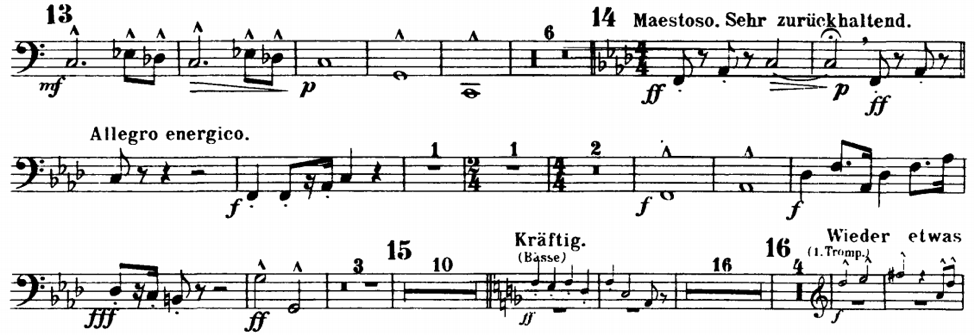 13 6 14 Maestoso. Sehr zurückhaltend.
mf p ff p ff
Allegro energico.
1 1 2
f f f
15 Kräftig. 16 Wieder etwas
(Bässe) (1. Tromp.)
3 10 16 4
fff ff ff f